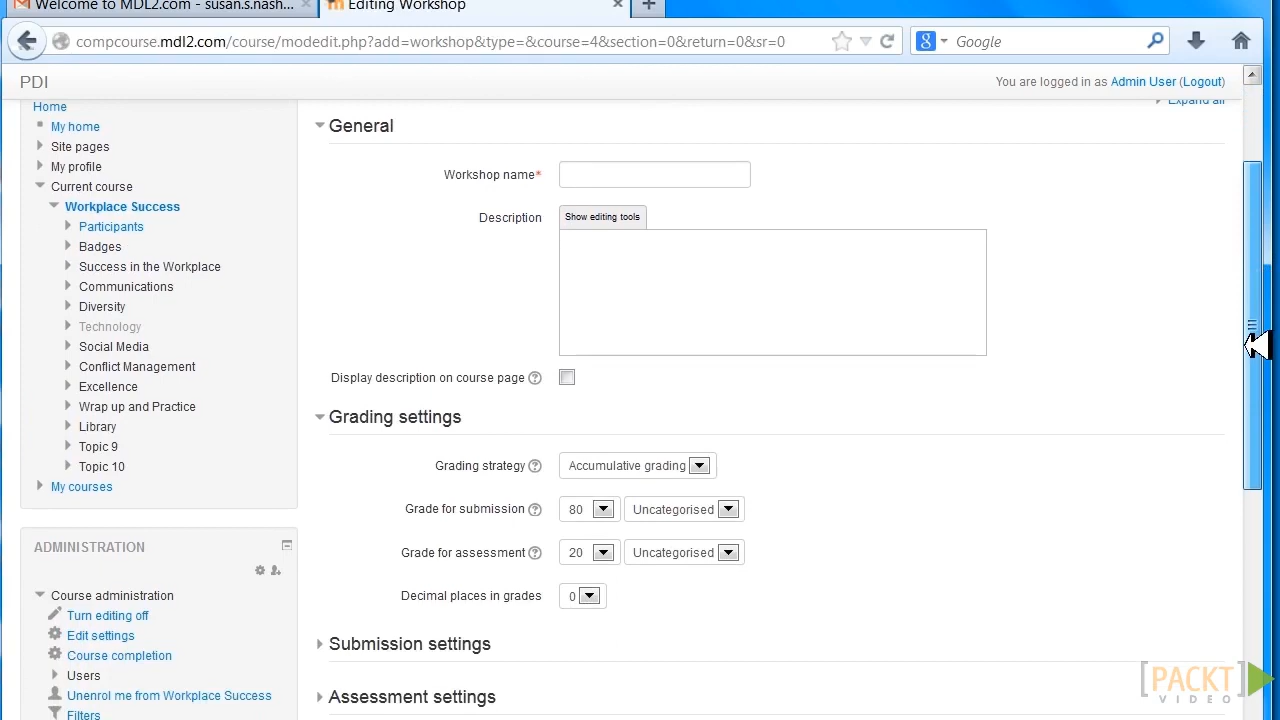 Welcome to MDL2.com - susan.s.nash...
Editing Workshop
compcourse.mdl2.com/course/modedit.php?add=workshop&type=&course=4&section=0&return=0&sr=0
Google
PDI
You are logged in as Admin User (Logout)
Expand all
Home
My home
Site pages
My profile
Current course
Workplace Success
Participants
Badges
Success in the Workplace
Communications
Diversity
Technology
Social Media
Conflict Management
Excellence
Wrap up and Practice
Library
Topic 9
Topic 10
My courses
ADMINISTRATION
Course administration
Turn editing off
Edit settings
Course completion
Users
Unenrol me from Workplace Success
Filters
General
Workshop name*
Description
Show editing tools
Display description on course page
Grading settings
Grading strategy Accumulative grading
Grade for submission 80 Uncategorised
Grade for assessment 20 Uncategorised
Decimal places in grades 0
Submission settings
Assessment settings
[PACKT]
VIDEO